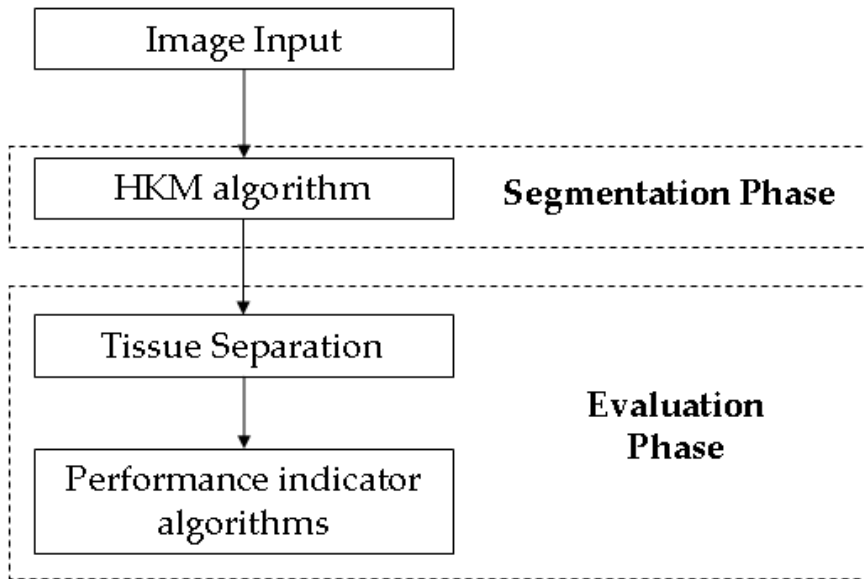 Image Input
HKM algorithm
Segmentation Phase
Tissue Separation
Evaluation
Phase
Performance indicator
algorithms